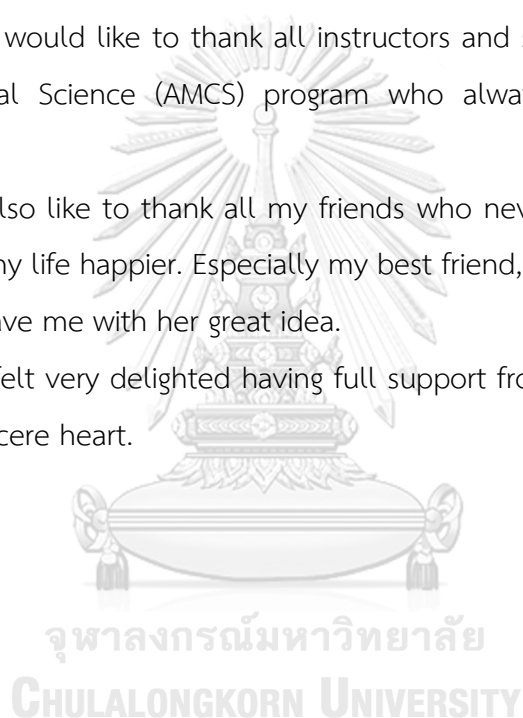 would like to thank all instructors and
al Science (AMCS) program who alwa
lso like to thank all my friends who nev
ny life happier. Especially my best friend,
ave me with her great idea.
felt very delighted having full support fro
cere heart.
จุฬาลงกรณ์มหาวิทยาลัย
CHULALONGKORN UNIVERSITY